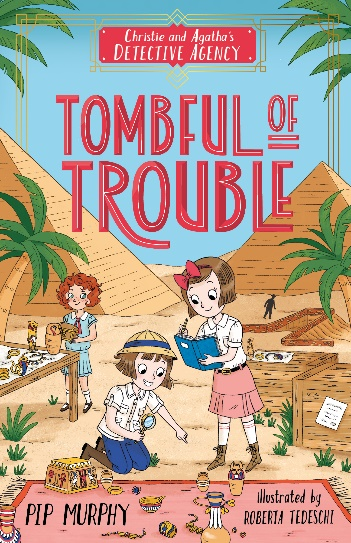 Christie and Agatha's
DETECTIVE AGENCY
TOMBFUL OF
TROUBLE
PIP MURPHY
illustrated by
ROBERTA TEDESCHI